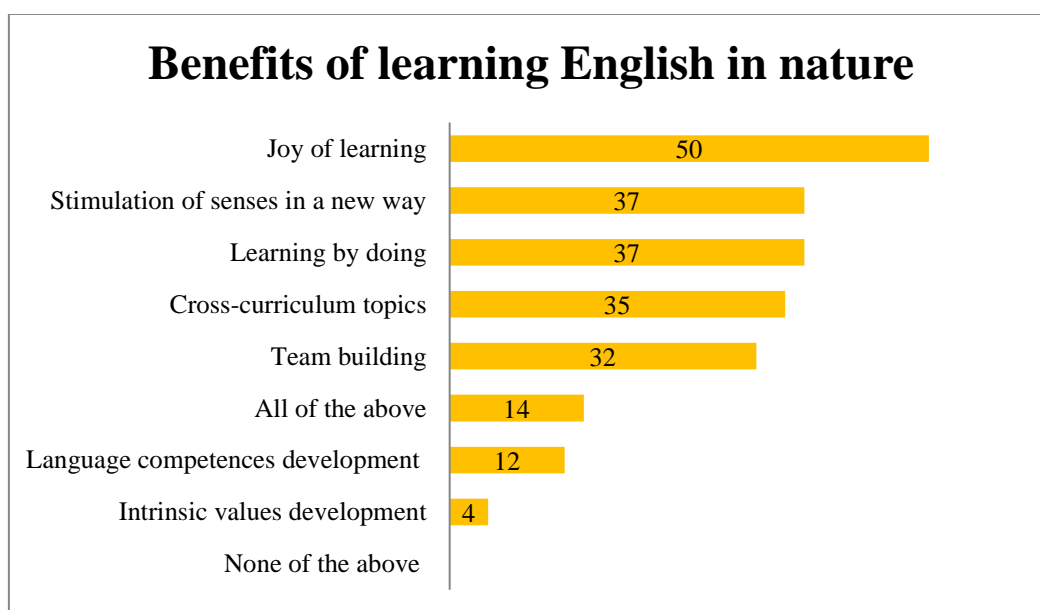 Benefits of learning English in nature
Joy of learning 50
Stimulation of senses in a new way 37
Learning by doing 37
Cross-curriculum topics 35
Team building 32
All of the above 14
Language competences development 12
Intrinsic values development 4
None of the above